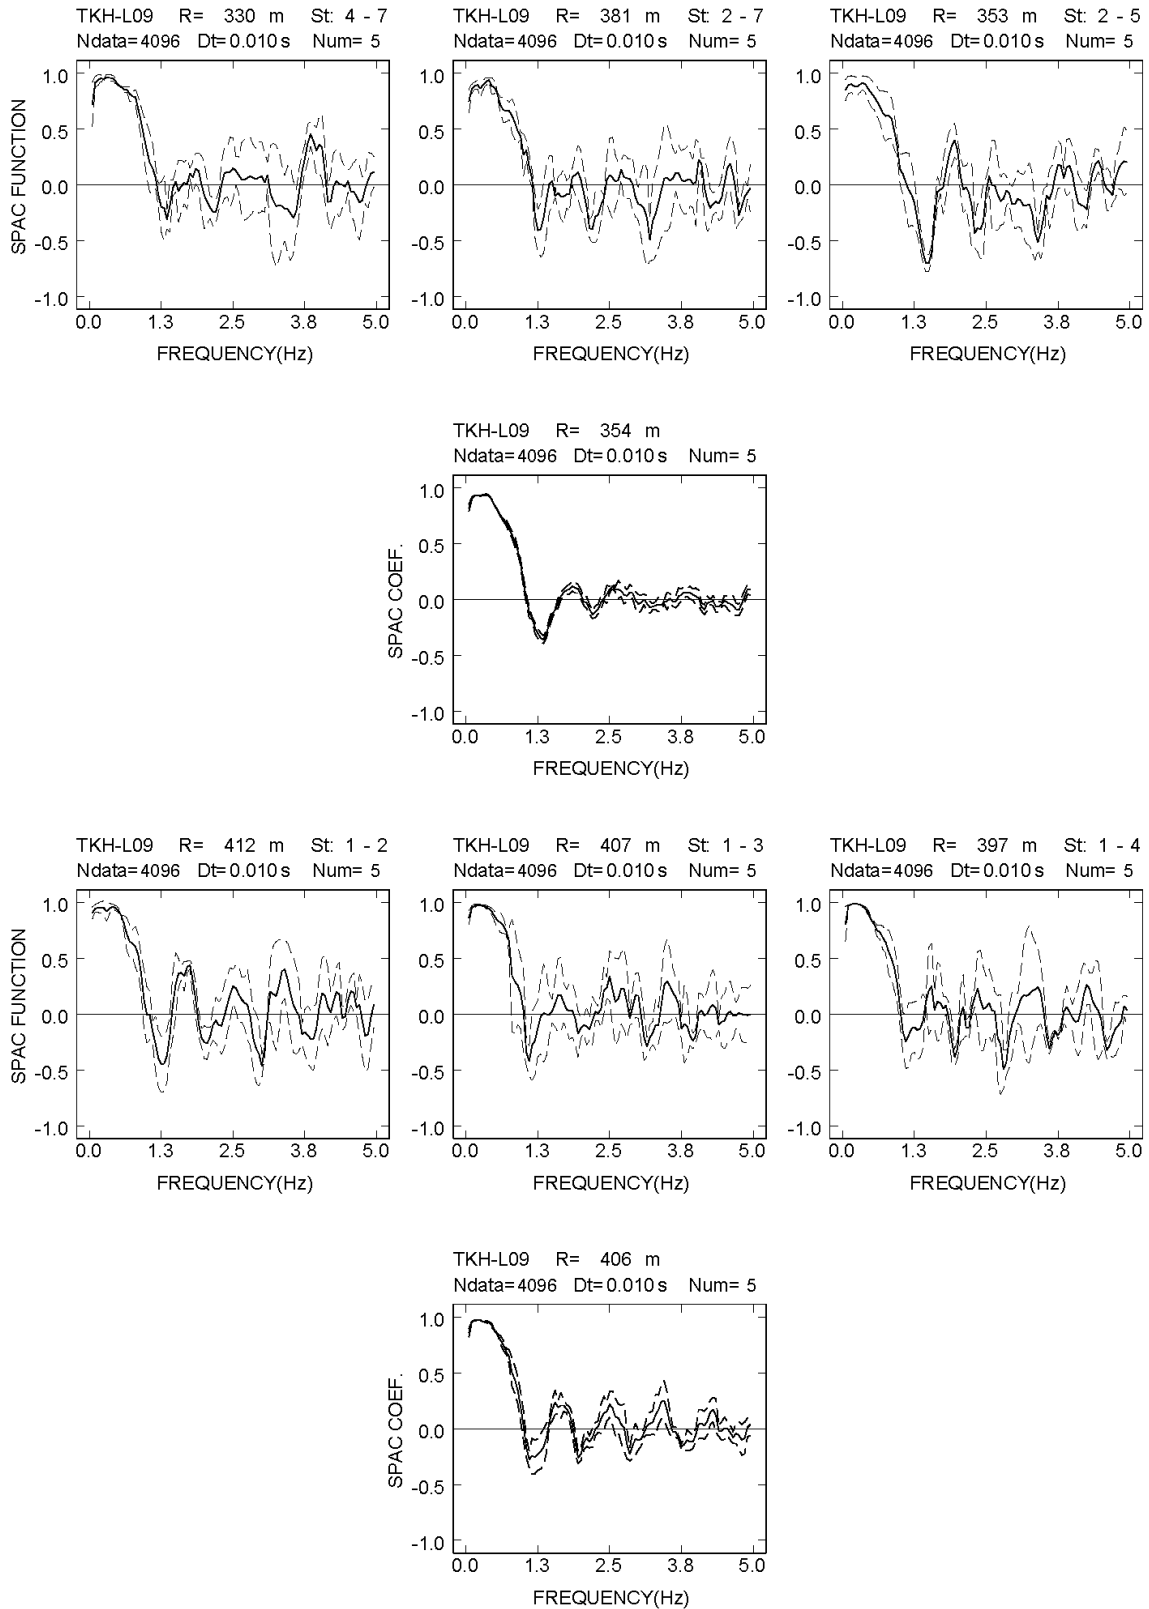 TKH-L09 R= 330 m St: 4 - 7
Ndata=4096 Dt=0.010 s Num= 5
SPAC FUNCTION
1.0
0.5
0.0
-0.5
-1.0
0.0 1.3 2.5 3.8 5.0
FREQUENCY(Hz)
TKH-L09 R= 381 m St: 2 - 7
Ndata=4096 Dt=0.010 s Num= 5
1.0
0.5
0.0
-0.5
-1.0
0.0 1.3 2.5 3.8 5.0
FREQUENCY(Hz)
TKH-L09 R= 353 m St: 2 - 5
Ndata=4096 Dt=0.010 s Num= 5
1.0
0.5
0.0
-0.5
-1.0
0.0 1.3 2.5 3.8 5.0
FREQUENCY(Hz)
TKH-L09 R= 354 m
Ndata=4096 Dt=0.010 s Num= 5
SPAC COEF.
1.0
0.5
0.0
-0.5
-1.0
0.0 1.3 2.5 3.8 5.0
FREQUENCY(Hz)
TKH-L09 R= 412 m St: 1 - 2
Ndata=4096 Dt=0.010 s Num= 5
SPAC FUNCTION
1.0
0.5
0.0
-0.5
-1.0
0.0 1.3 2.5 3.8 5.0
FREQUENCY(Hz)
TKH-L09 R= 407 m St: 1 - 3
Ndata=4096 Dt=0.010 s Num= 5
1.0
0.5
0.0
-0.5
-1.0
0.0 1.3 2.5 3.8 5.0
FREQUENCY(Hz)
TKH-L09 R= 397 m St: 1 - 4
Ndata=4096 Dt=0.010 s Num= 5
1.0
0.5
0.0
-0.5
-1.0
0.0 1.3 2.5 3.8 5.0
FREQUENCY(Hz)
TKH-L09 R= 406 m
Ndata=4096 Dt=0.010 s Num= 5
SPAC COEF.
1.0
0.5
0.0
-0.5
-1.0
0.0 1.3 2.5 3.8 5.0
FREQUENCY(Hz)